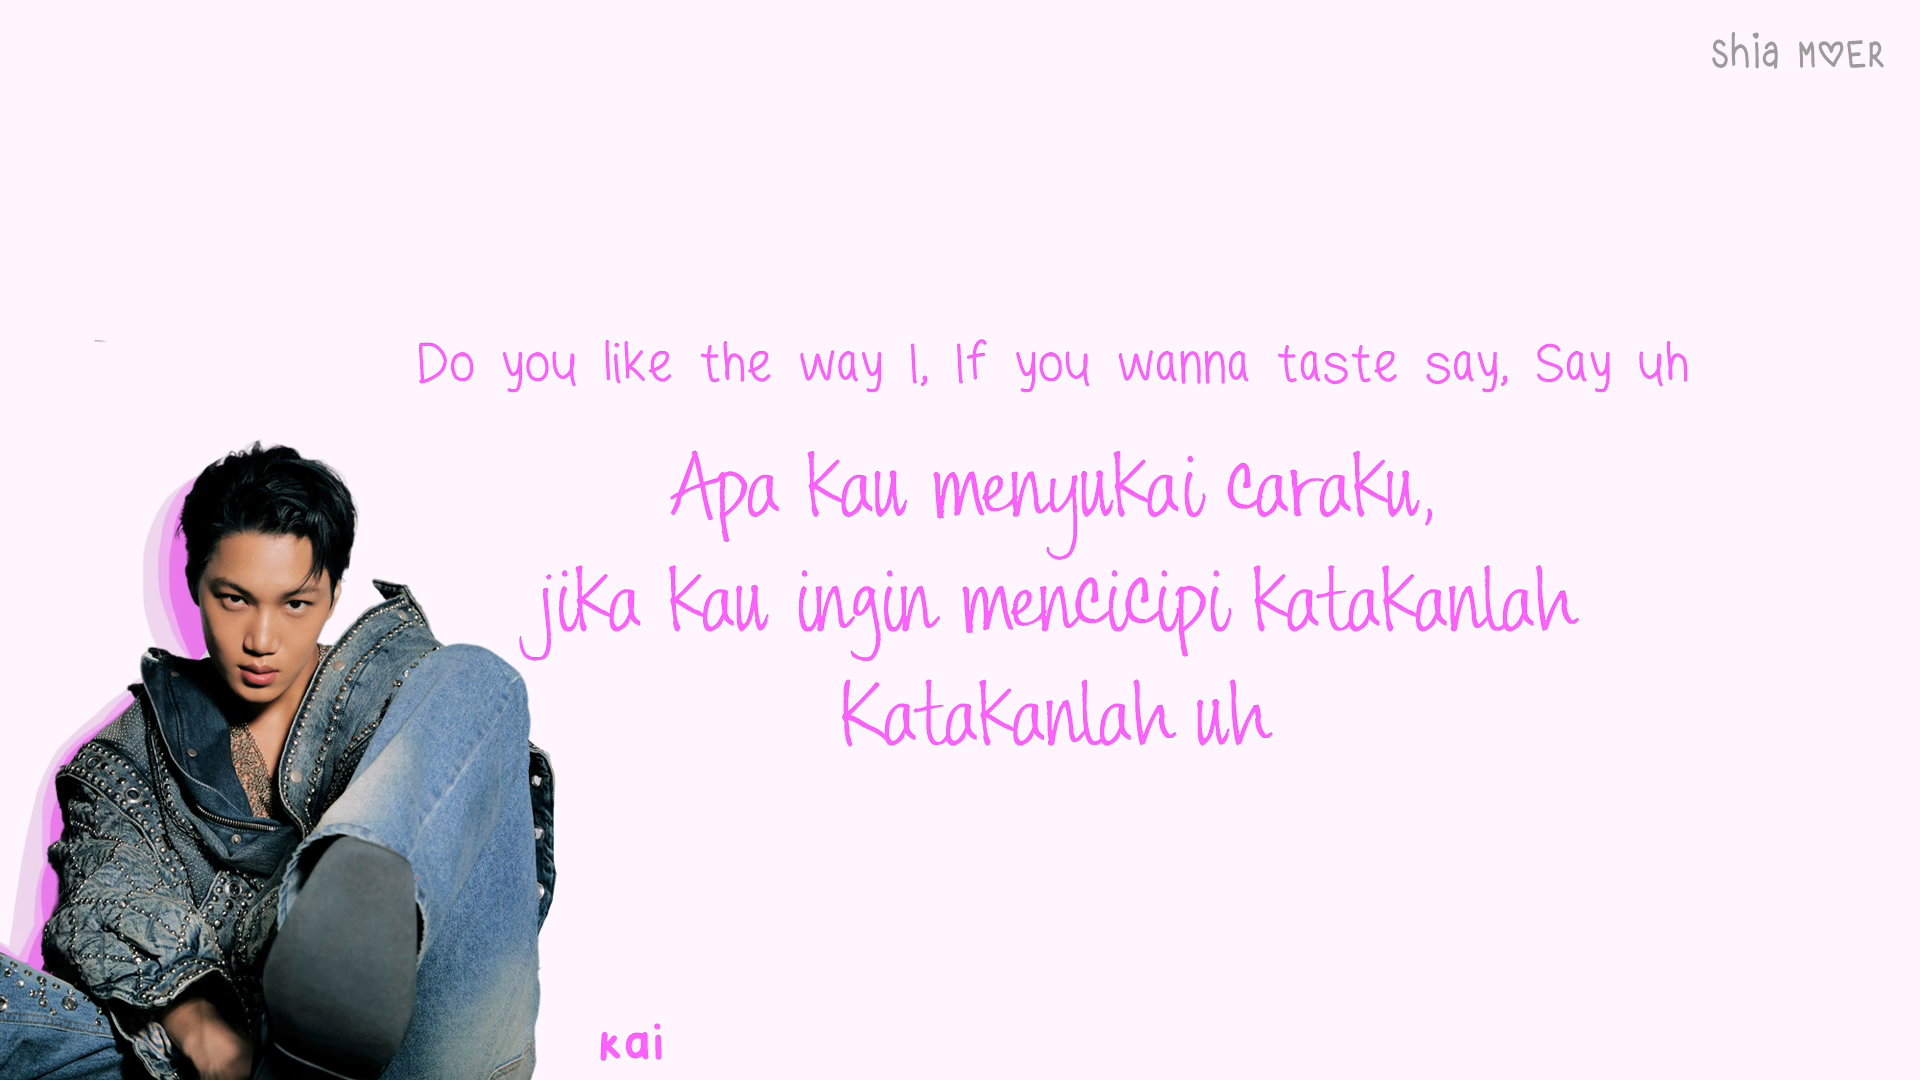 Shia M♡ER
Do you like the way I, If you wanna taste say, Say uh
Apa kau menyukai caraku,
jika kau ingin mencicipi katakanlah
Katakanlah uh
kai